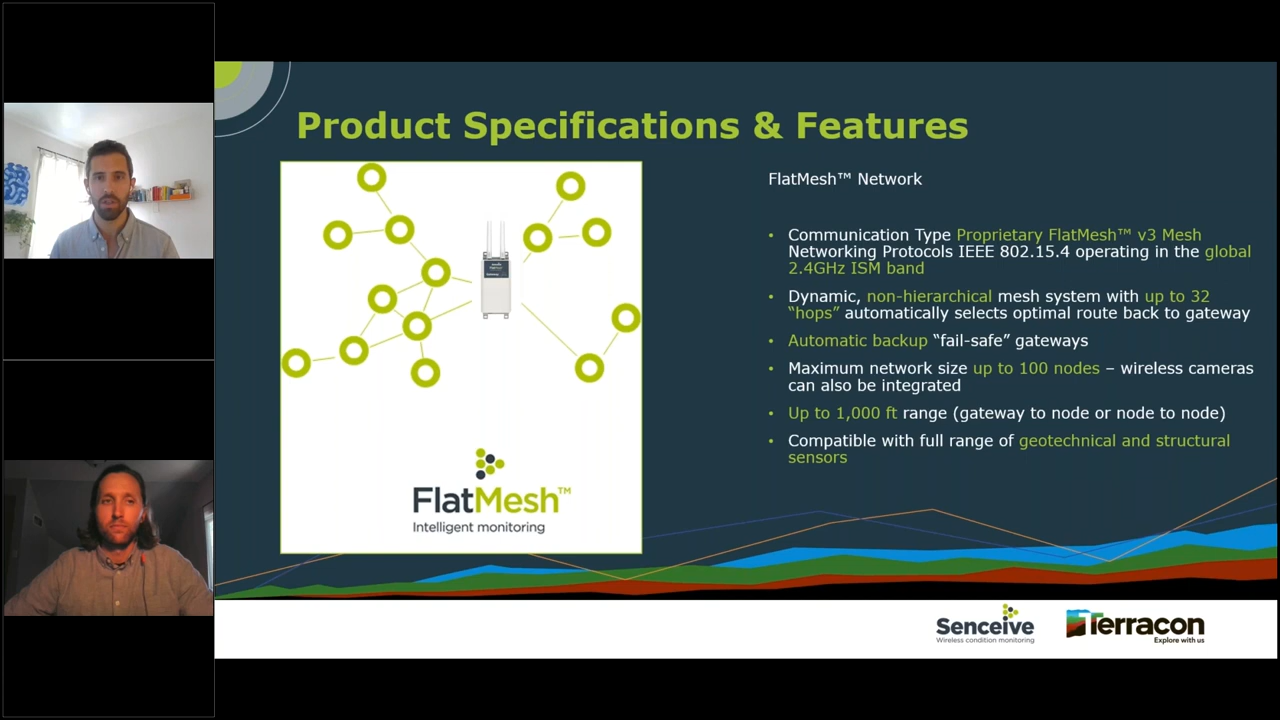 Product Specifications & Features
FlatMesh™ Network
• Communication Type Proprietary FlatMesh™ v3 Mesh
Networking Protocols IEEE 802.15.4 operating in the global
2.4GHz ISM band
• Dynamic, non-hierarchical mesh system with up to 32
“hops” automatically selects optimal route back to gateway
• Automatic backup “fail-safe” gateways
• Maximum network size up to 100 nodes – wireless cameras
can also be integrated
• Up to 1,000 ft range (gateway to node or node to node)
• Compatible with full range of geotechnical and structural
sensors
FlatMesh™
Intelligent monitoring
Senceive
Wireless condition monitoring
Terracon
Explore with us